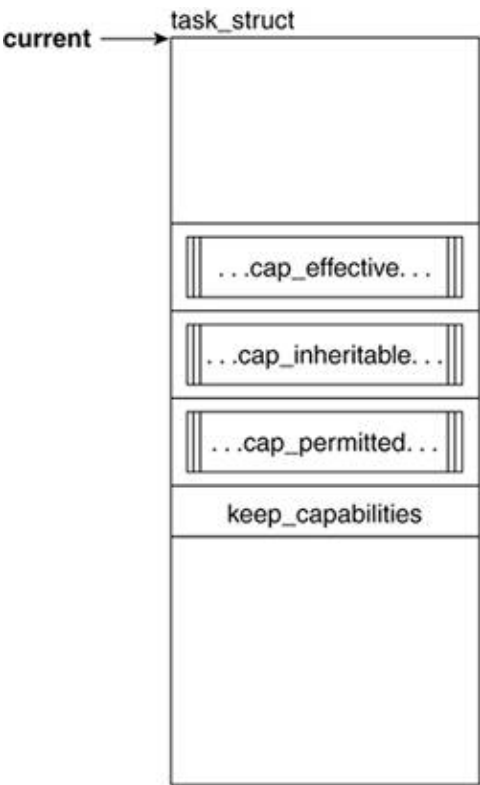 task_struct
current
. . .cap_effective. . .
. . .cap_inheritable. . .
. . .cap_permitted. . .
keep_capabilities